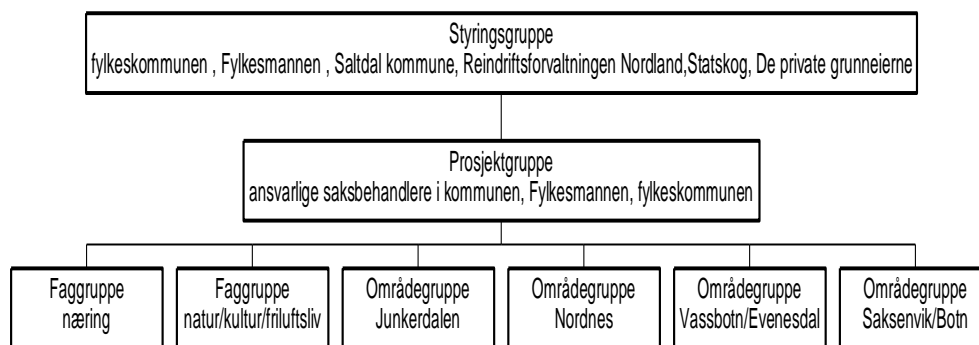 Styringsgruppe
fylkeskommunen , Fylkesmannen , Saltdal kommune, Reindriftsforvaltningen Nordland,Statskog, De private grunneierne
Prosjektgruppe
ansvarlige saksbehandlere i kommunen, Fylkesmannen, fylkeskommunen
Faggruppe
næring
Faggruppe
natur/kultur/friluftsliv
Områdegruppe
Junkerdalen
Områdegruppe
Nordnes
Områdegruppe
Vassbotn/Evenesdal
Områdegruppe
Saksenvik/Botn